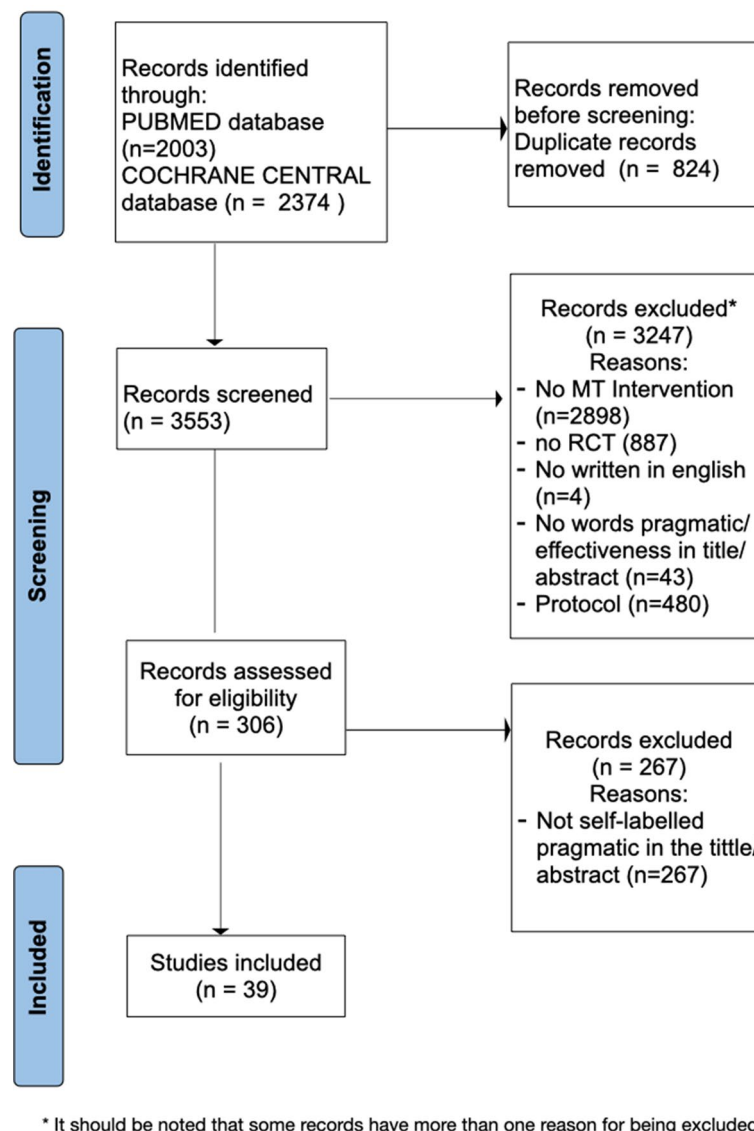 Identification
Records identified
through:
PUBMED database
(n=2003)
COCHRANE CENTRAL
database (n =  2374 )
Records removed
before screening:
Duplicate records
removed  (n =  824)
Screening
Records screened
(n = 3553)
Records excluded*
(n = 3247)
Reasons:
- No MT Intervention
(n=2898)
- no RCT (887)
- No written in english
(n=4)
- No words pragmatic/
effectiveness in title/
abstract (n=43)
- Protocol (n=480)
Records assessed
for eligibility
(n = 306)
Records excluded
(n = 267)
Reasons:
- Not self-labelled
pragmatic in the tittle/
abstract (n=267)
Included
Studies included
(n = 39)
* It should be noted that some records have more than one reason for being excluded